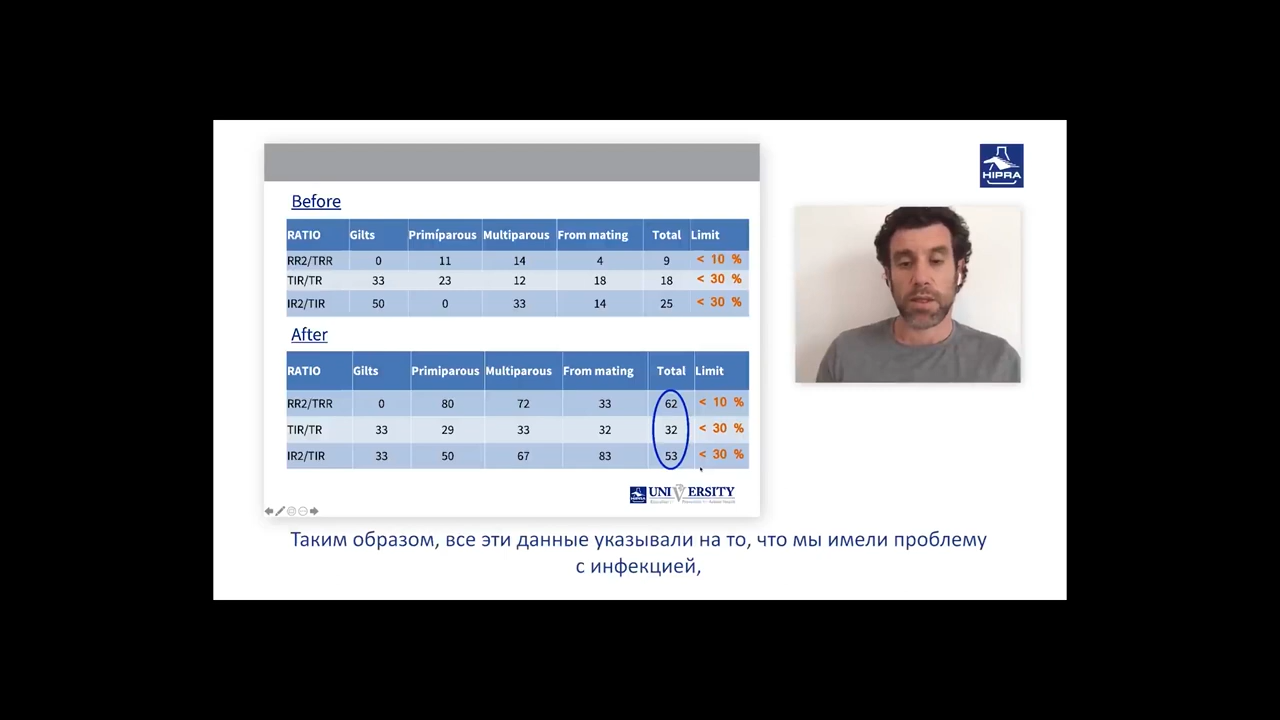 HIPRA
Before
RATIO Gilts Primíparous Multiparous From mating Total Limit
RR2/TRR 0 11 14 4 9 < 10 %
TIR/TR 33 23 12 18 18 < 30 %
IR2/TIR 50 0 33 14 25 < 30 %
After
RATIO Gilts Primiparous Multiparous From mating Total Limit
RR2/TRR 0 80 72 33 62 < 10 %
TIR/TR 33 29 33 32 32 < 30 %
IR2/TIR 33 50 67 83 53 < 30 %
UNIVERSITY
Таким образом, все эти данные указывали на то, что мы имели проблему
с инфекцией,